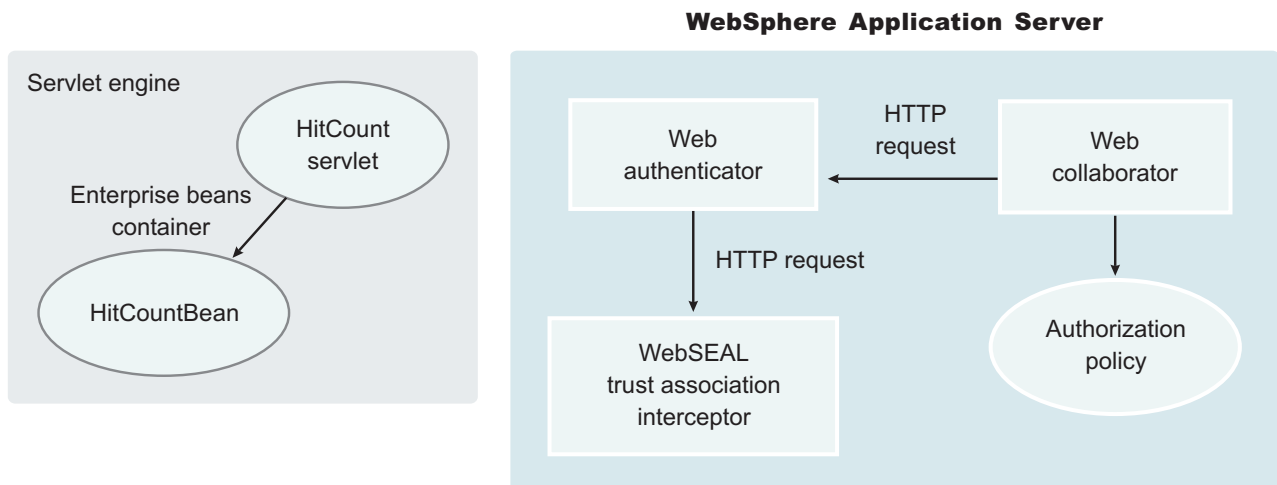 WebSphere Application Server
Servlet engine
HitCount
servlet
Enterprise beans
container
HitCountBean
Web
authenticator
HTTP
request
Web
collaborator
HTTP request
WebSEAL
trust association
interceptor
Authorization
policy